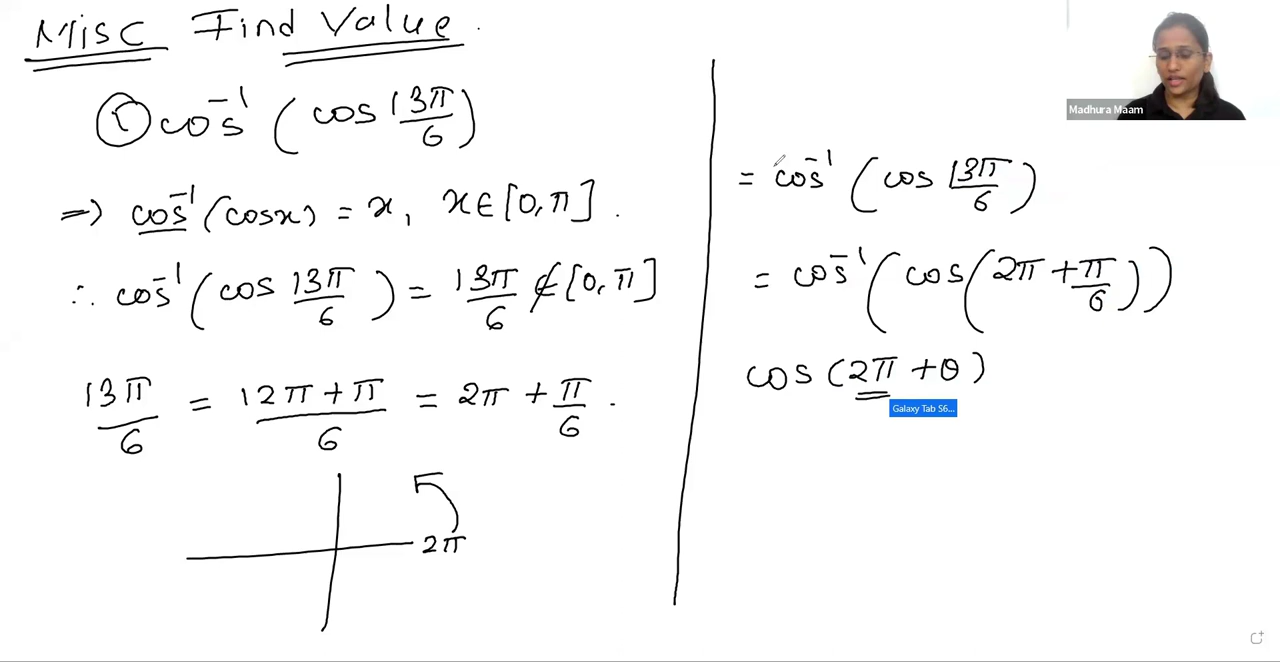 Misc Find Value.
① cos⁻¹ (cos 13π/6)
⇒ cos⁻¹(cosx) = x, x∈[0,π].
∴ cos⁻¹(cos 13π/6) = 13π/6 ∉ [0,π]
13π/6 = 12π+π/6 = 2π + π/6 .
2π
Madhura Maam
= cos⁻¹ (cos 13π/6)
= cos⁻¹(cos(2π + π/6))
cos (2π + θ)
Galaxy Tab S6...